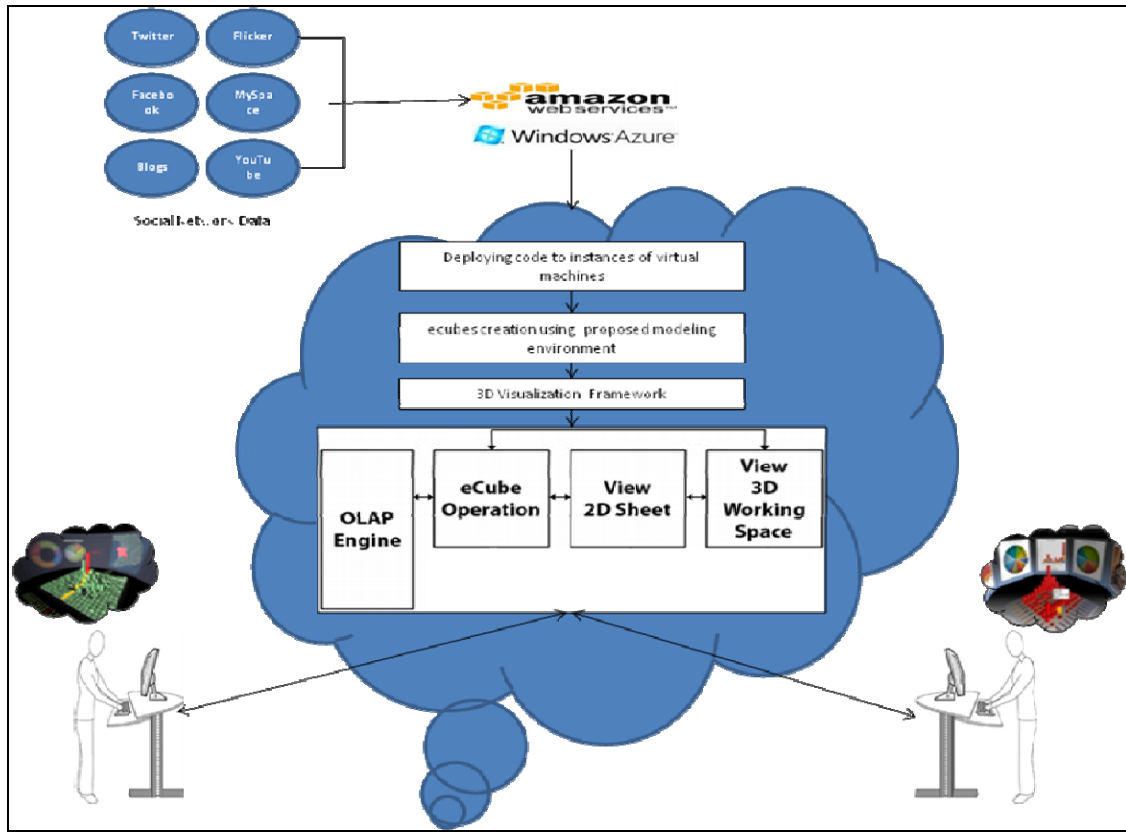 Twitter
Flicker
Facebo
ok
MySpa
ce
Blogs
YouTu
be
Data
amazon
webservices™
Windows Azure
Deploying code to instances of virtual
machines
ecubes creation using proposed modeling
environment
3D Visualization Framework
OLAP
Engine
eCube
Operation
View
2D Sheet
View
3D
Working
Space